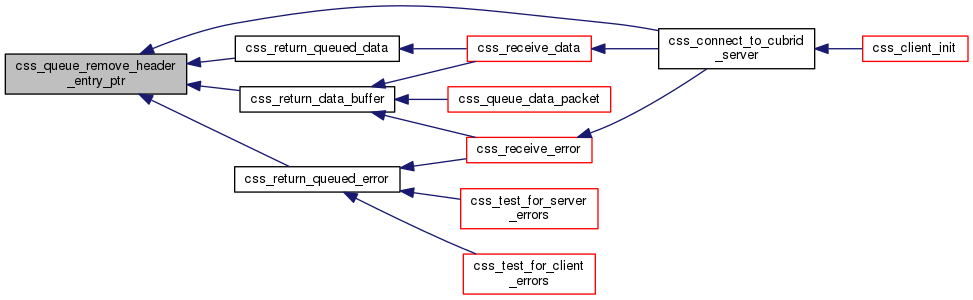 css_queue_remove_header
_entry_ptr
css_return_queued_data
css_return_data_buffer
css_return_queued_error
css_receive_data
css_queue_data_packet
css_receive_error
css_test_for_server
_errors
css_test_for_client
_errors
css_connect_to_cubrid
_server
css_client_init